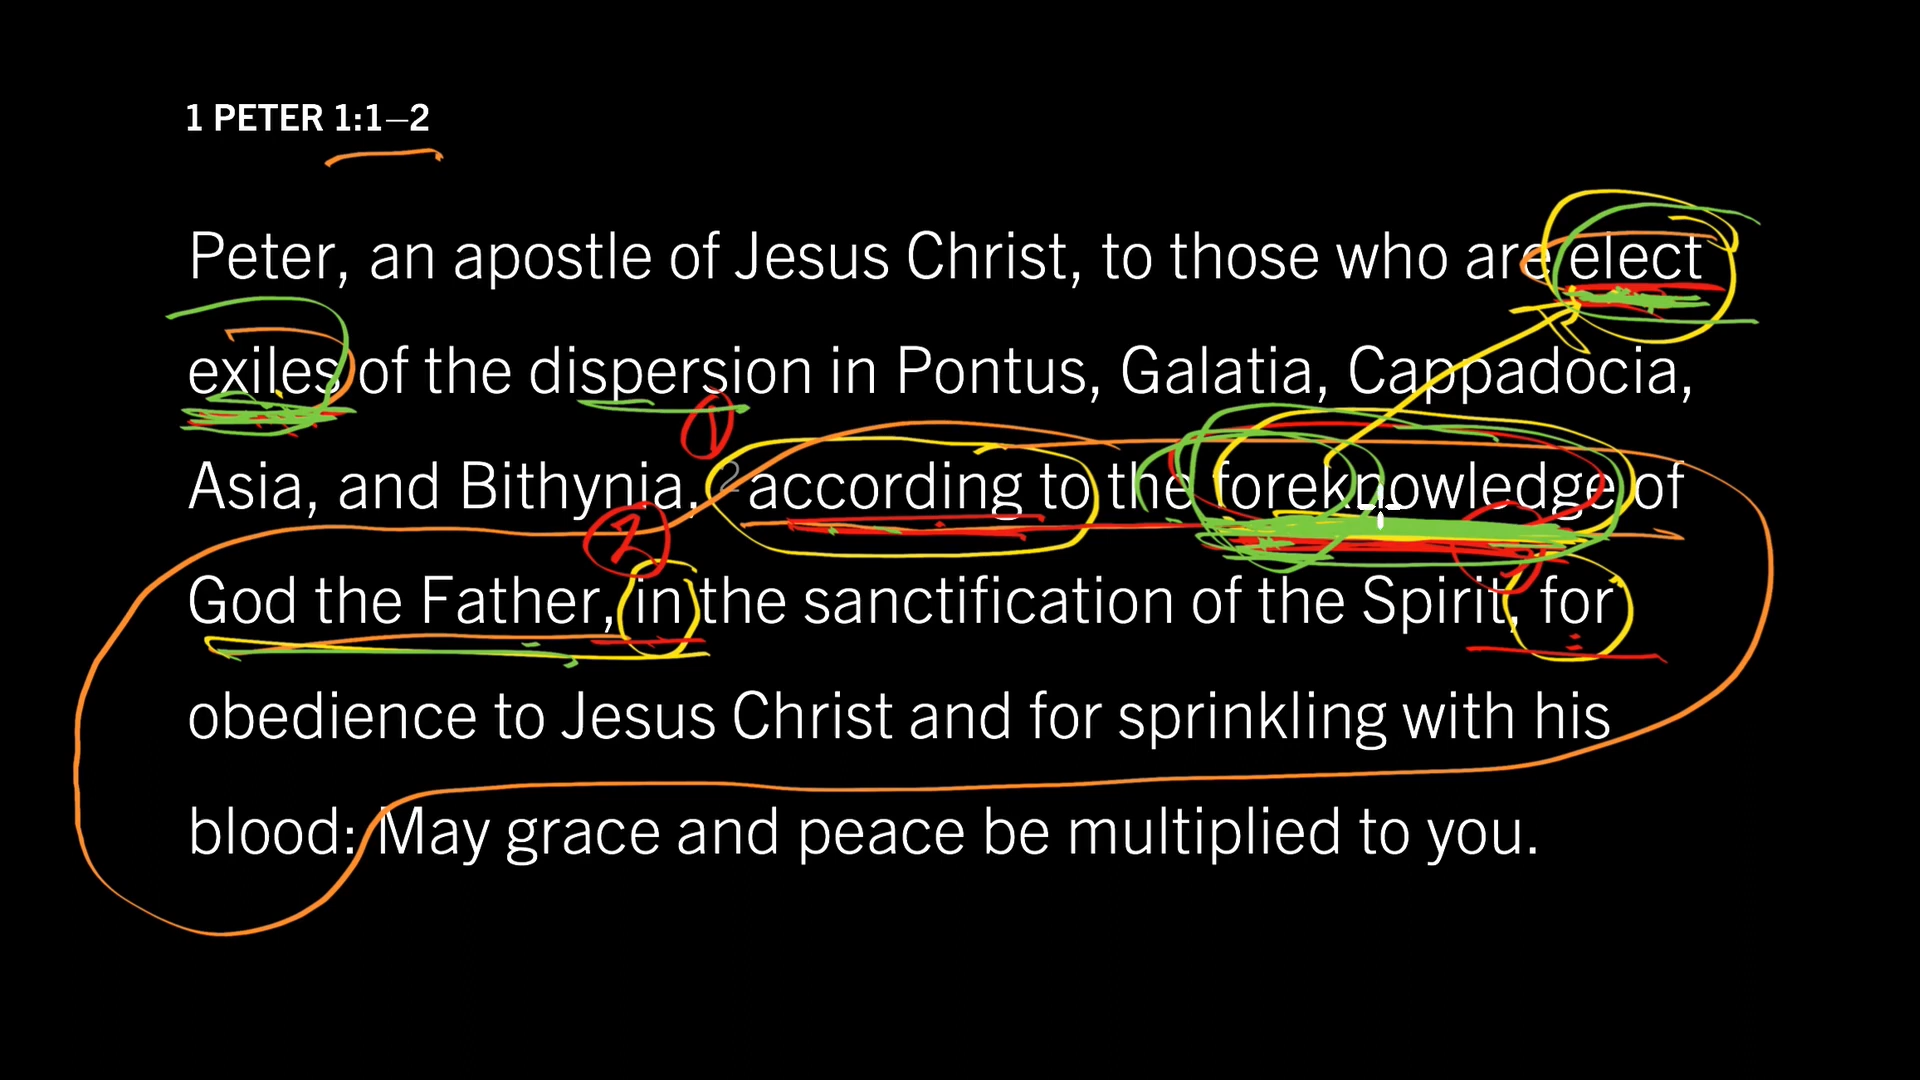 1 PETER 1:1–2
Peter, an apostle of Jesus Christ, to those who are elect
exiles of the dispersion in Pontus, Galatia, Cappadocia,
1
Asia, and Bithynia, 2 according to the foreknowledge of
2
God the Father, in the sanctification of the Spirit, for
obedience to Jesus Christ and for sprinkling with his
blood: May grace and peace be multiplied to you.